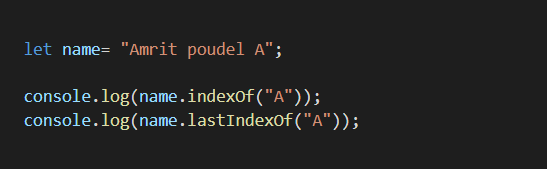 let name= "Amrit poudel A";
console.log(name.indexOf("A"));
console.log(name.lastIndexOf("A"));